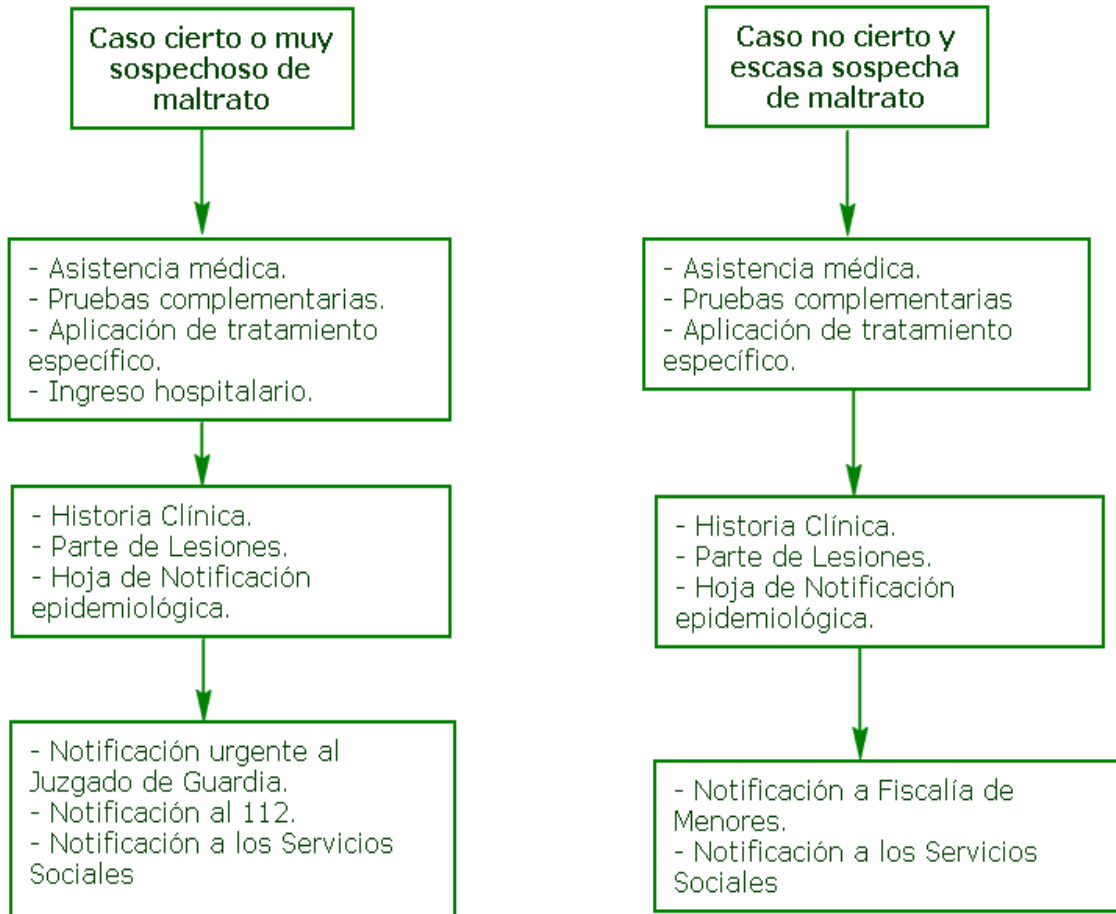 Caso cierto o muy
sospechoso de
maltrato
- Asistencia médica.
- Pruebas complementarias.
- Aplicación de tratamiento
específico.
- Ingreso hospitalario.
- Historia Clínica.
- Parte de Lesiones.
- Hoja de Notificación
epidemiológica.
- Notificación urgente al
Juzgado de Guardia.
- Notificación al 112.
- Notificación a los Servicios
Sociales
Caso no cierto y
escasa sospecha
de maltrato
- Asistencia médica.
- Pruebas complementarias
- Aplicación de tratamiento
específico.
- Historia Clínica.
- Parte de Lesiones.
- Hoja de Notificación
epidemiológica.
- Notificación a Fiscalía de
Menores.
- Notificación a los Servicios
Sociales